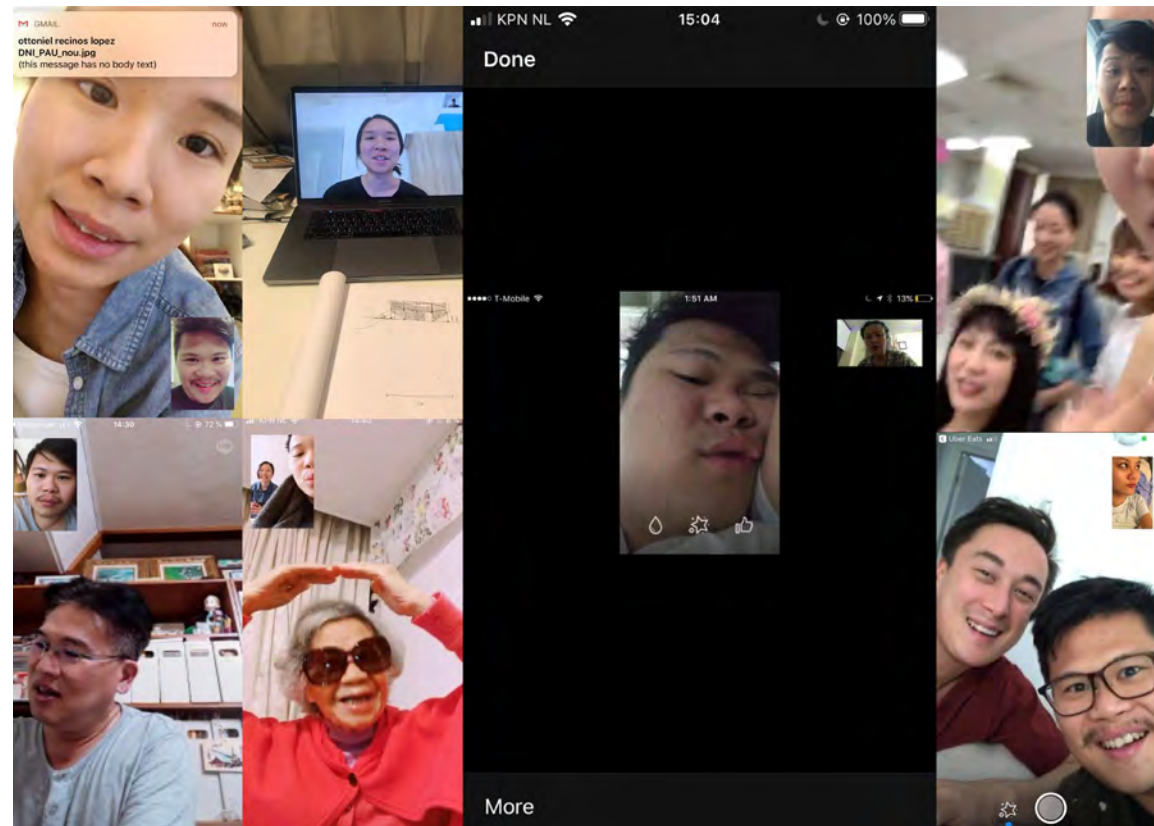 GMAIL
now
ottoniel recinos lopez
DNI_PAU_nou.jpg
(this message has no body text)
KPN NL
15:04
100%
Done
T-Mobile
1:51 AM
13%
14:30
72%
Uber Eats
More